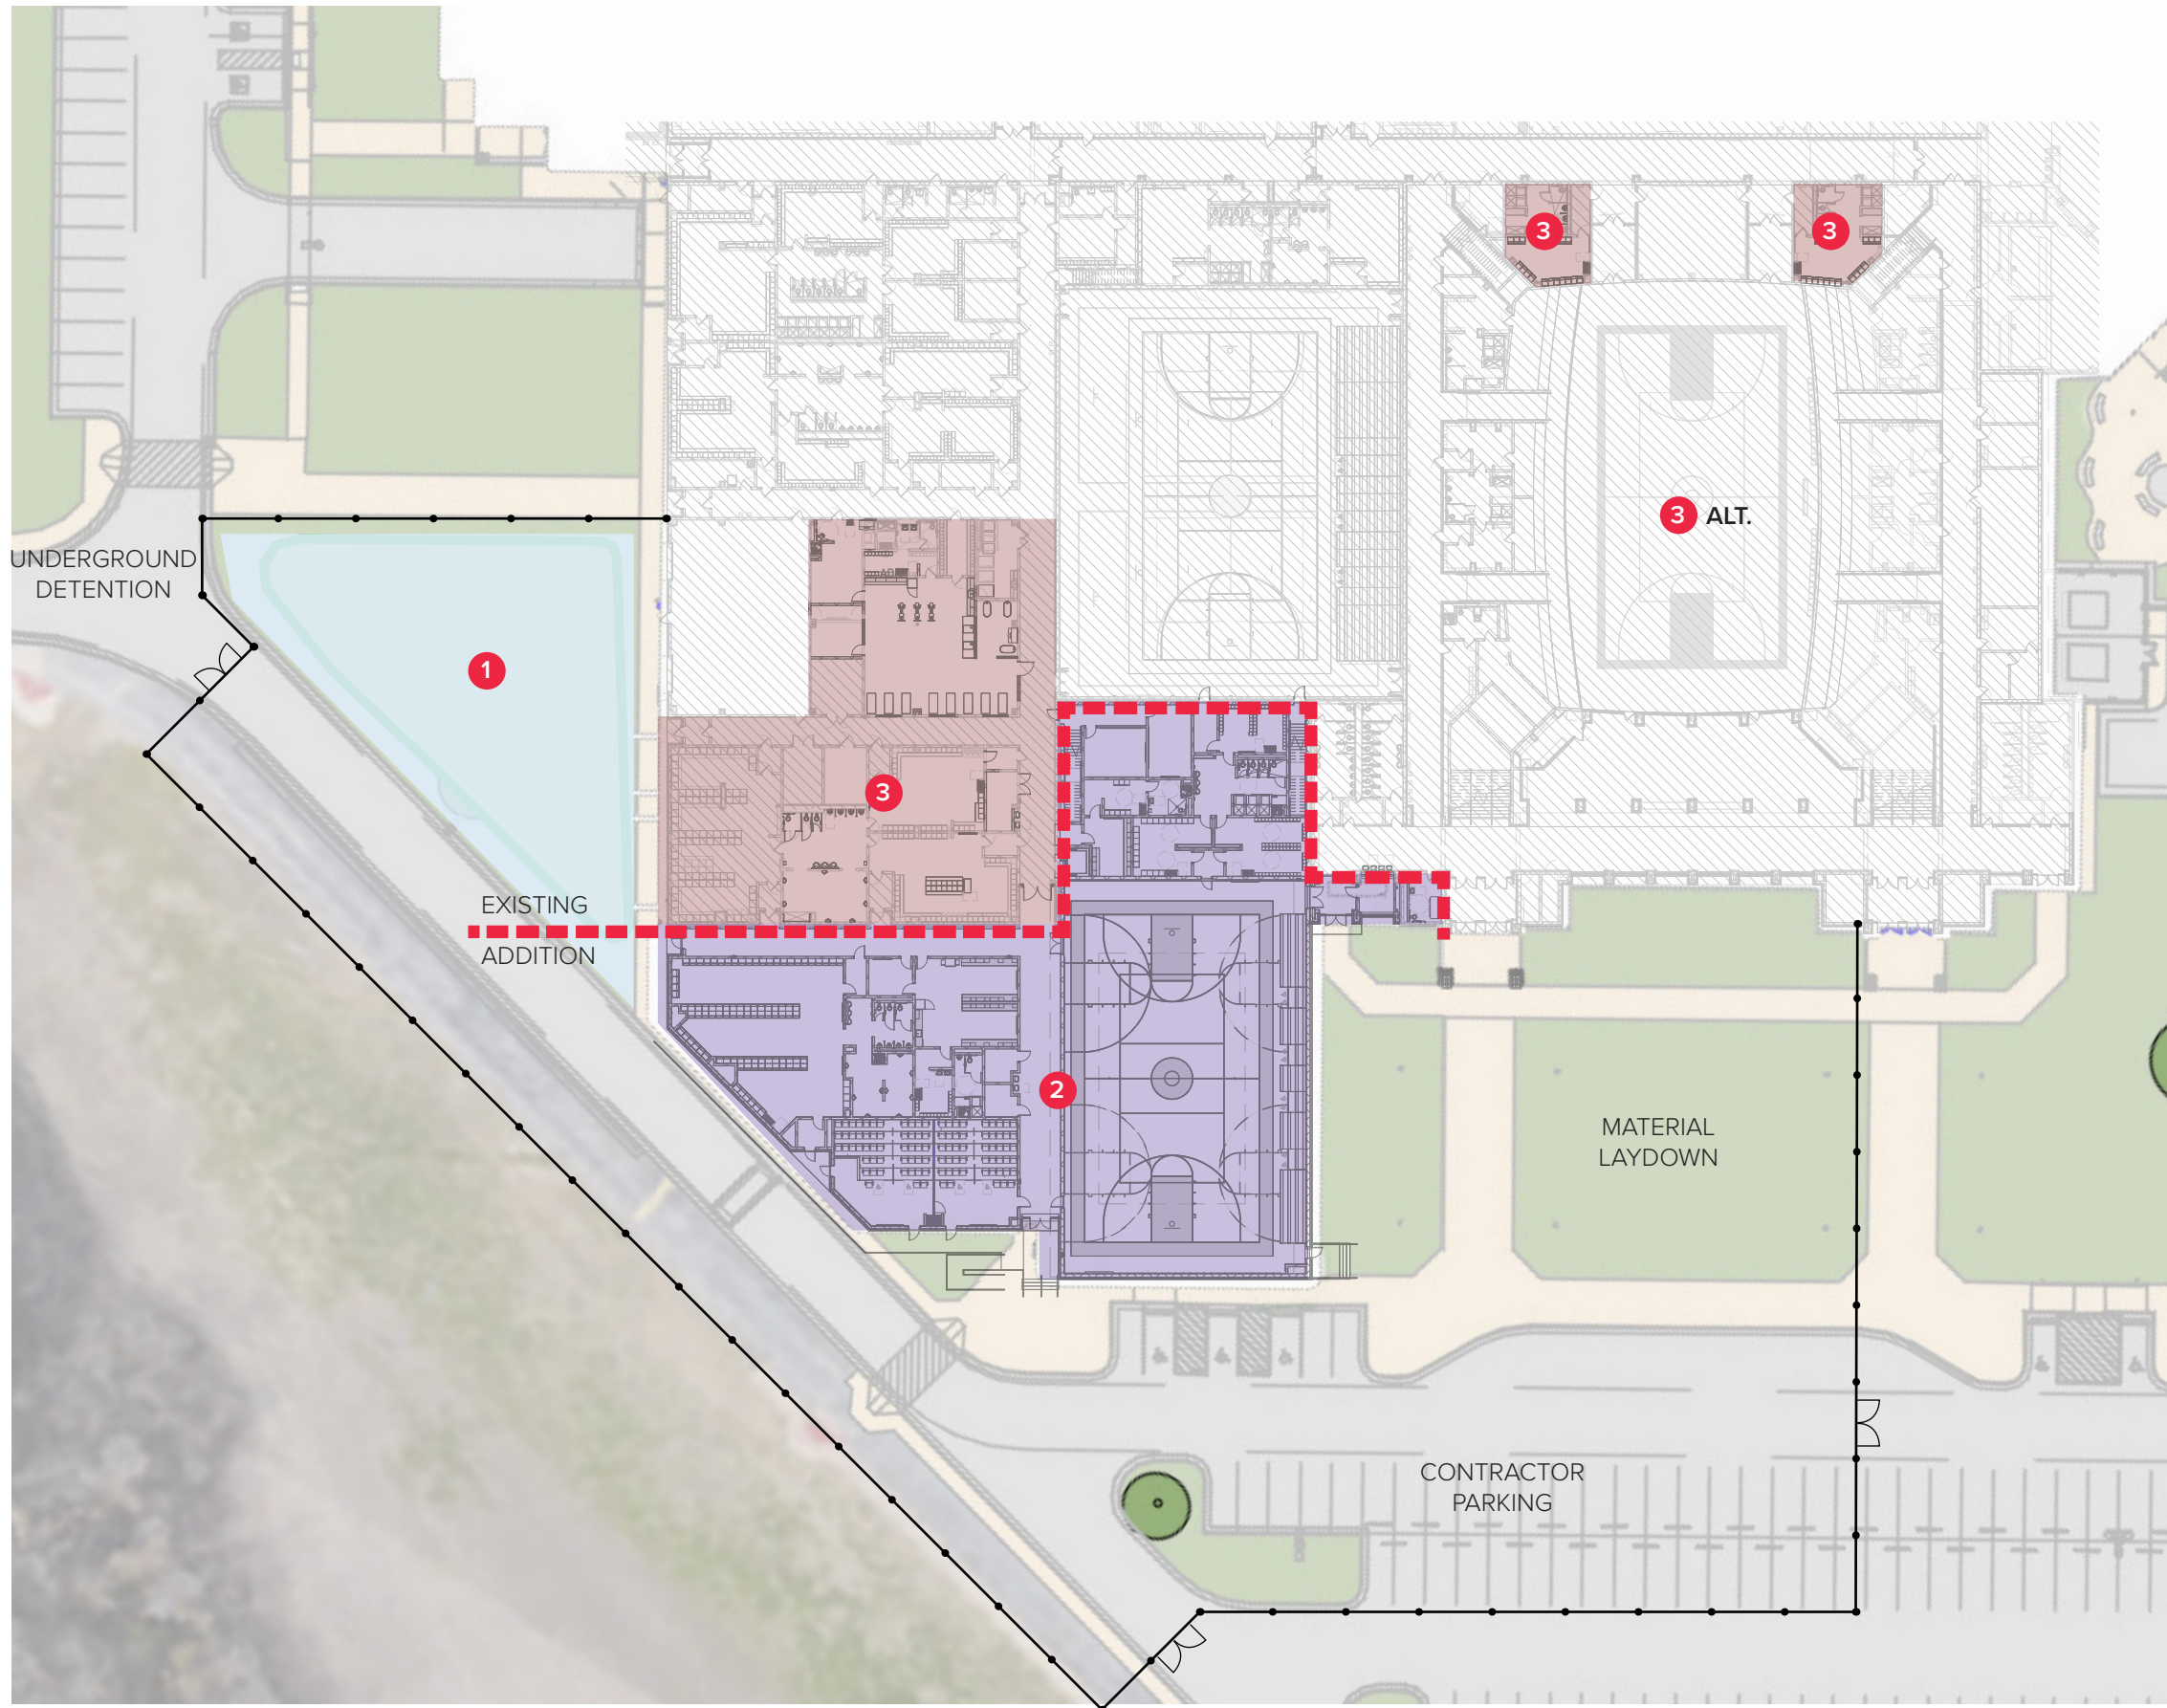 3
3
3 ALT.
UNDERGROUND
DETENTION
1
3
EXISTING
ADDITION
2
MATERIAL
LAYDOWN
CONTRACTOR
PARKING